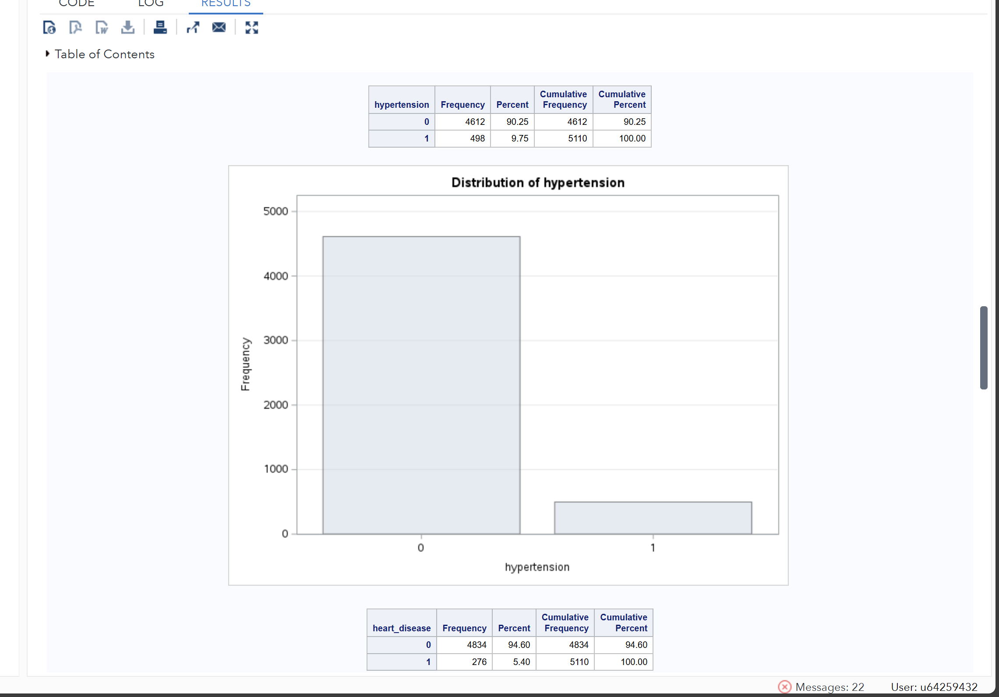 CODE LOG RESULTS
Table of Contents
hypertension Frequency Percent Cumulative Frequency Cumulative Percent
0 4612 90.25 4612 90.25
1 498 9.75 5110 100.00
Distribution of hypertension
5000
4000
3000
2000
1000
0
Frequency
0 1
hypertension
heart_disease Frequency Percent Cumulative Frequency Cumulative Percent
0 4834 94.60 4834 94.60
1 276 5.40 5110 100.00
Messages: 22 User: u64259432